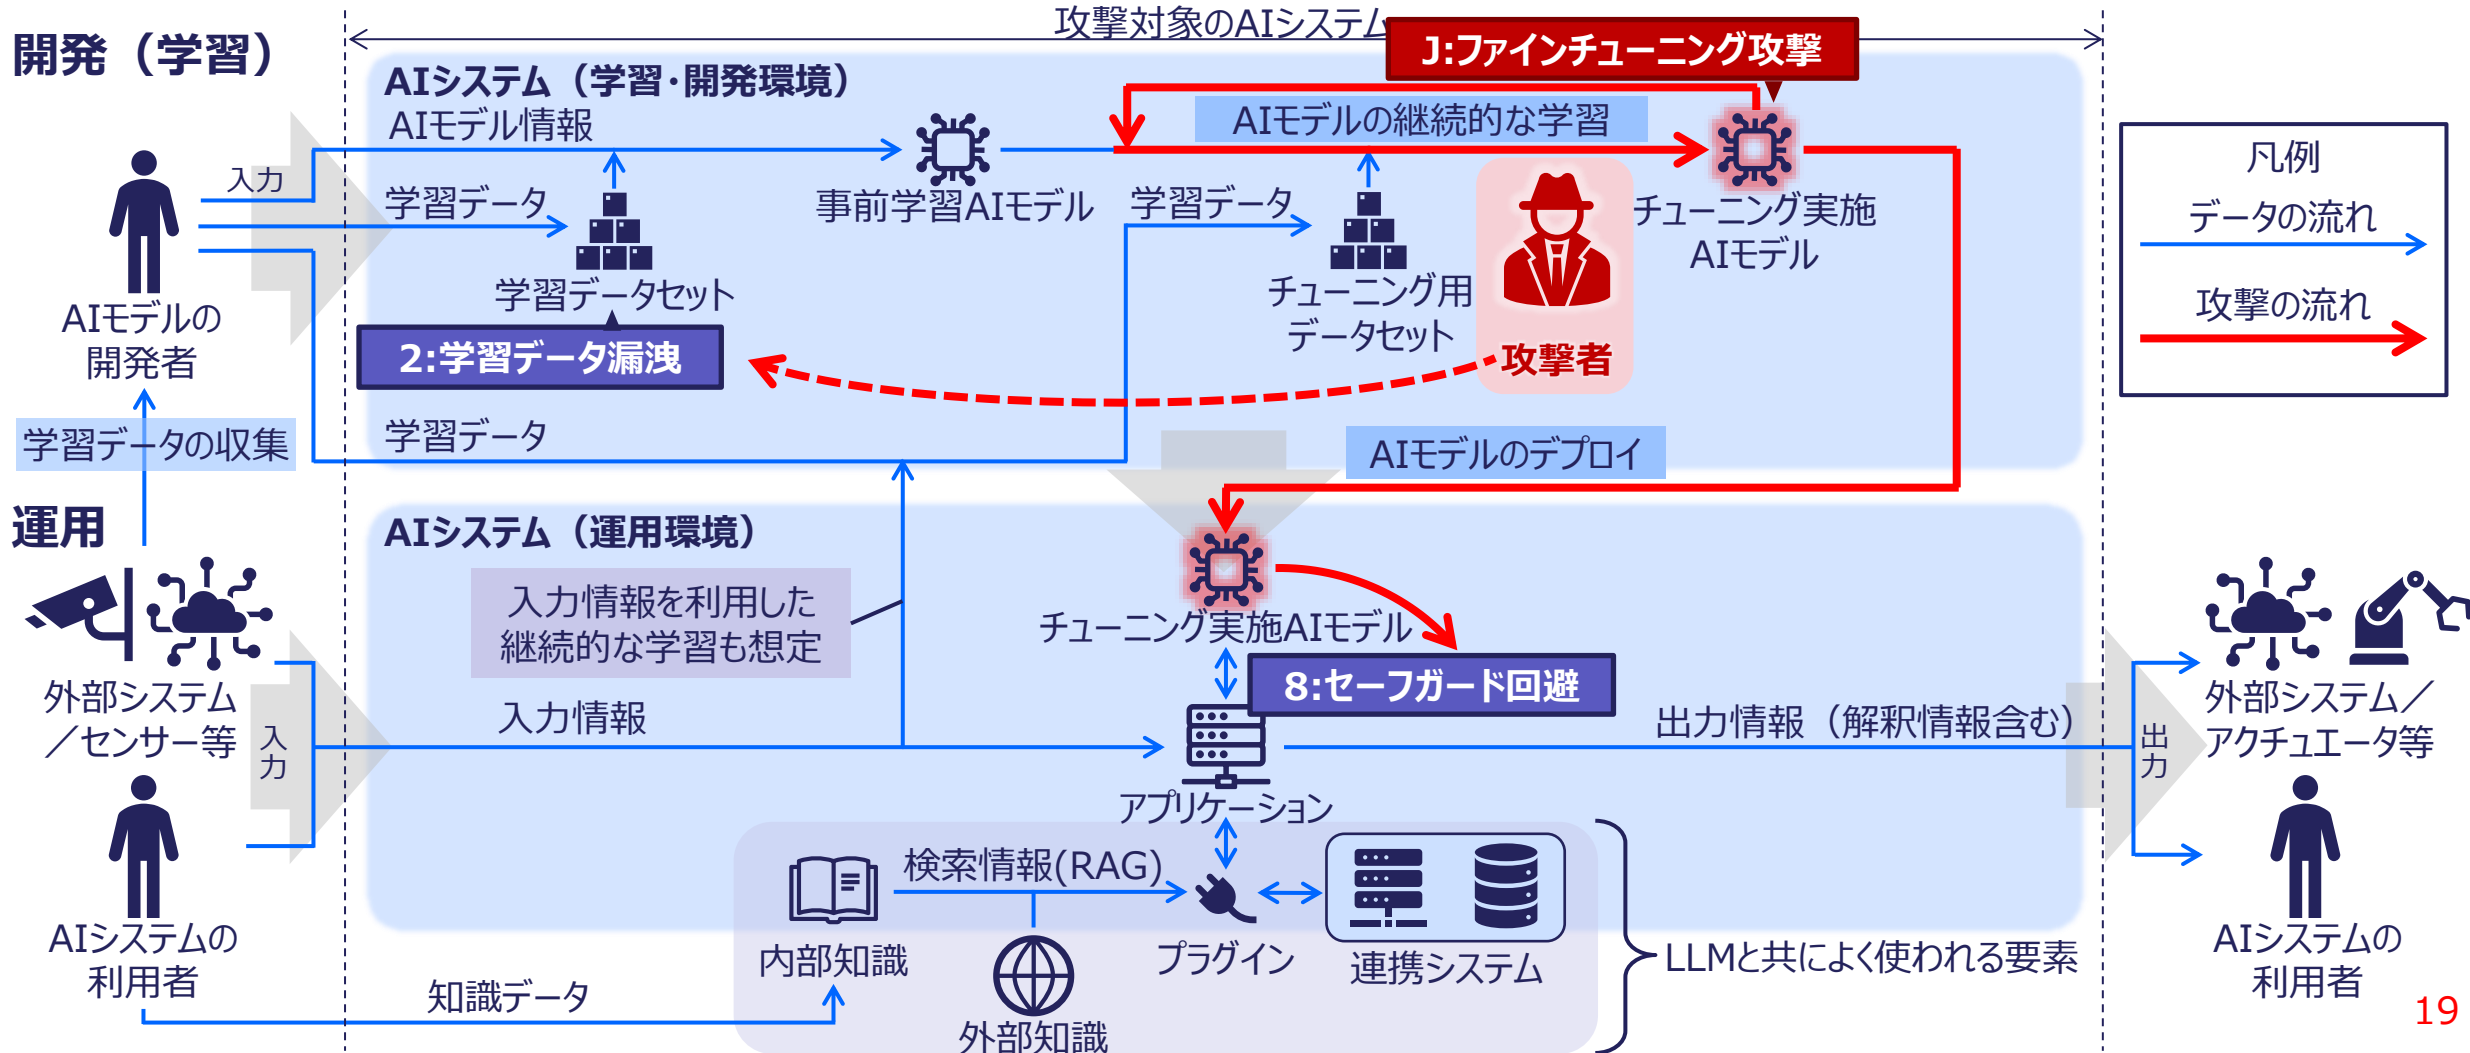 攻撃対象のAIシステム
開発（学習）
J:ファインチューニング攻撃
AIシステム（学習・開発環境）
AIモデル情報
AIモデルの継続的な学習
入力
学習データ
事前学習AIモデル
学習データ
チューニング実施
AIモデル
学習データセット
チューニング用
データセット
攻撃者
AIモデルの
開発者
2:学習データ漏洩
凡例
データの流れ
攻撃の流れ
学習データの収集
学習データ
AIモデルのデプロイ
運用
AIシステム（運用環境）
入力情報を利用した
継続的な学習も想定
チューニング実施AIモデル
8:セーフガード回避
外部システム
／センサー等
入力
入力情報
出力情報（解釈情報含む）
出力
外部システム／
アクチュエータ等
アプリケーション
検索情報(RAG)
内部知識
プラグイン
連携システム
LLMと共によく使われる要素
AIシステムの
利用者
知識データ
外部知識
AIシステムの
利用者
19